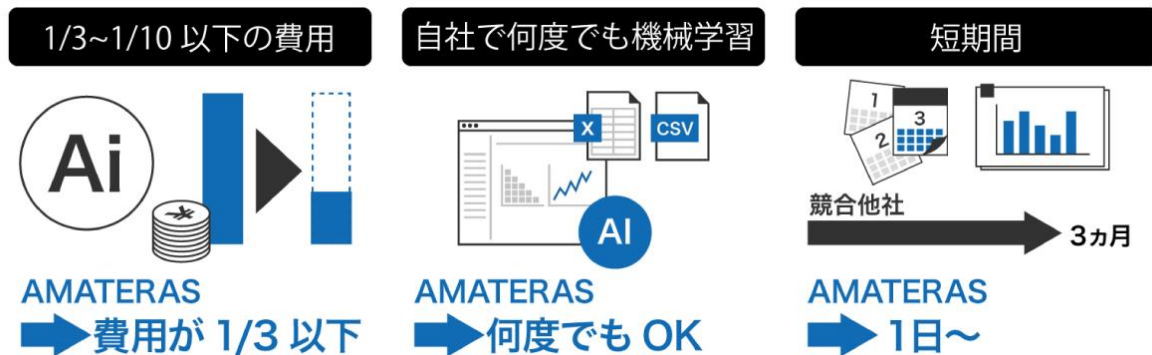 1/3~1/10 以下の費用
Ai
¥
AMATERAS
費用が 1/3 以下
自社で何度でも機械学習
X
CSV
AI
AMATERAS
何度でも OK
短期間
1
2
3
競合他社
3ヵ月
AMATERAS
1日～